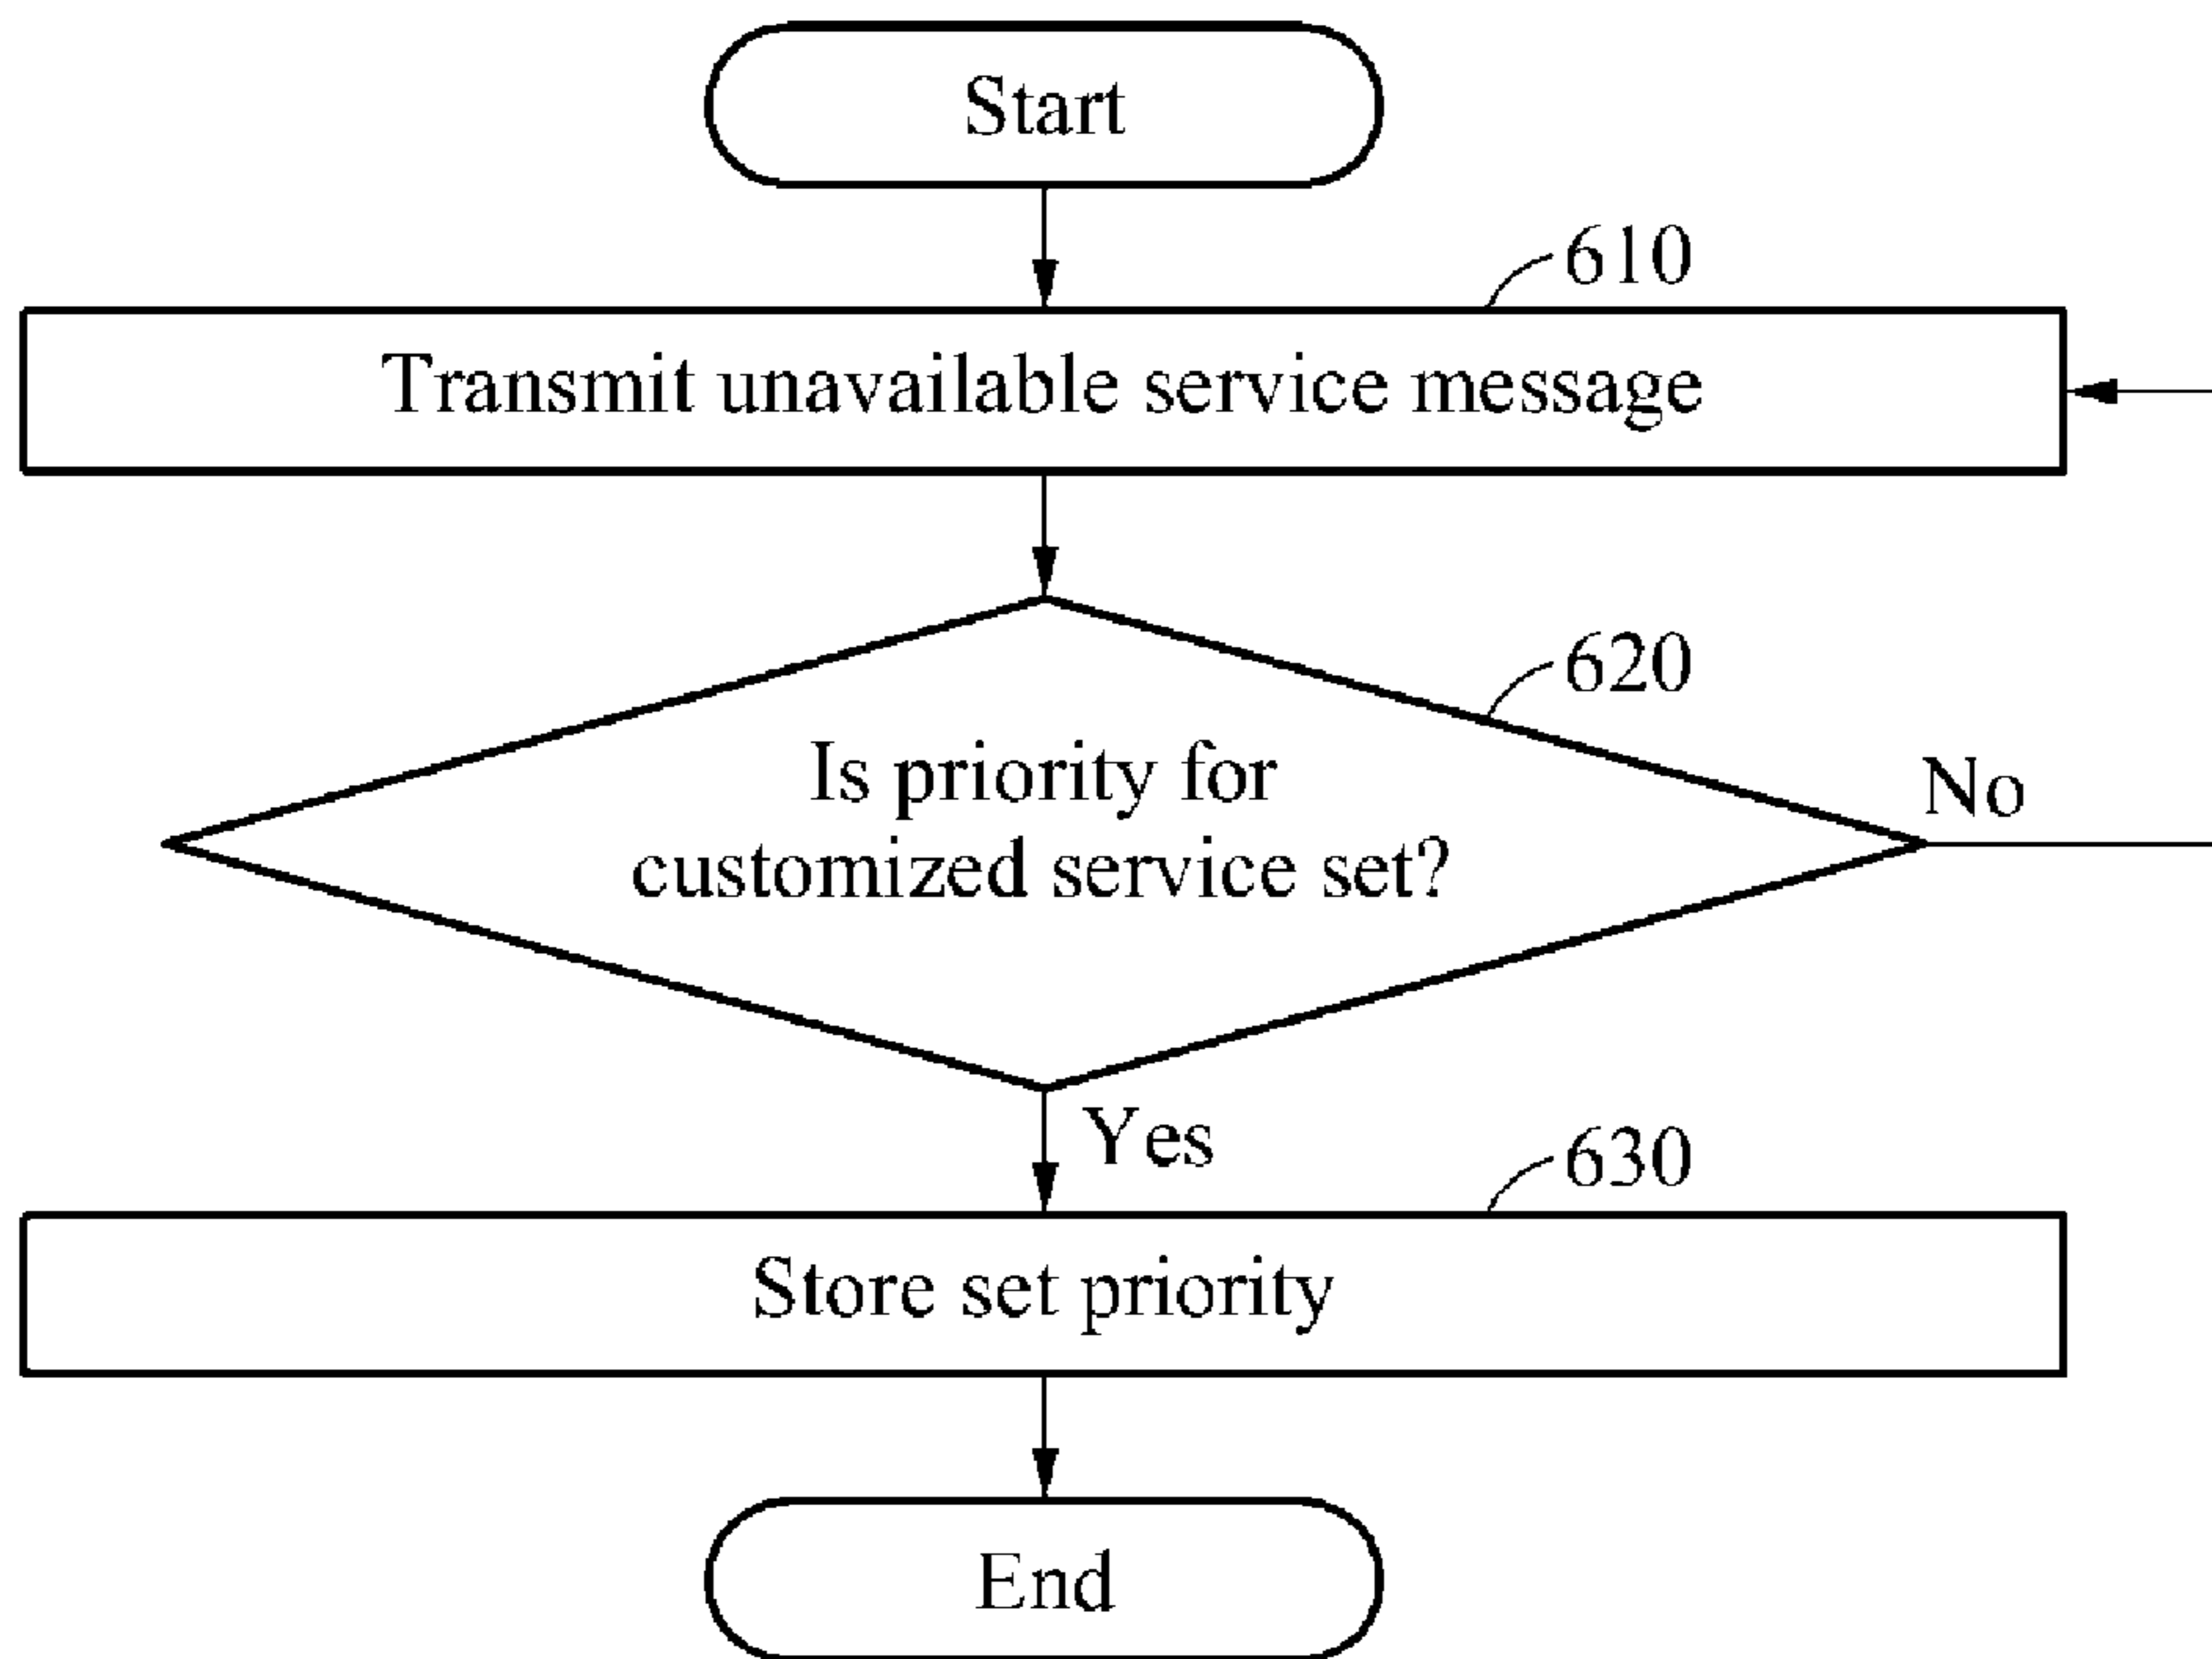 Start
610
Transmit unavailable service message
620
Is priority for
customized service set?
No
Yes
630
Store set priority
End